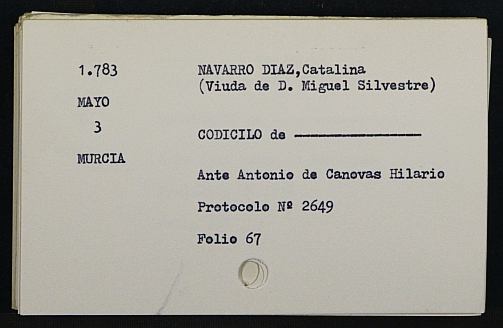 1.783
MAYO
3
MURCIA
NAVARRO DIAZ,Catalina
(Viuda de D. Miguel Silvestre)
CODICILO de ------------------
Ante Antonio de Canovas Hilario
Protocolo Nº 2649
Folio 67